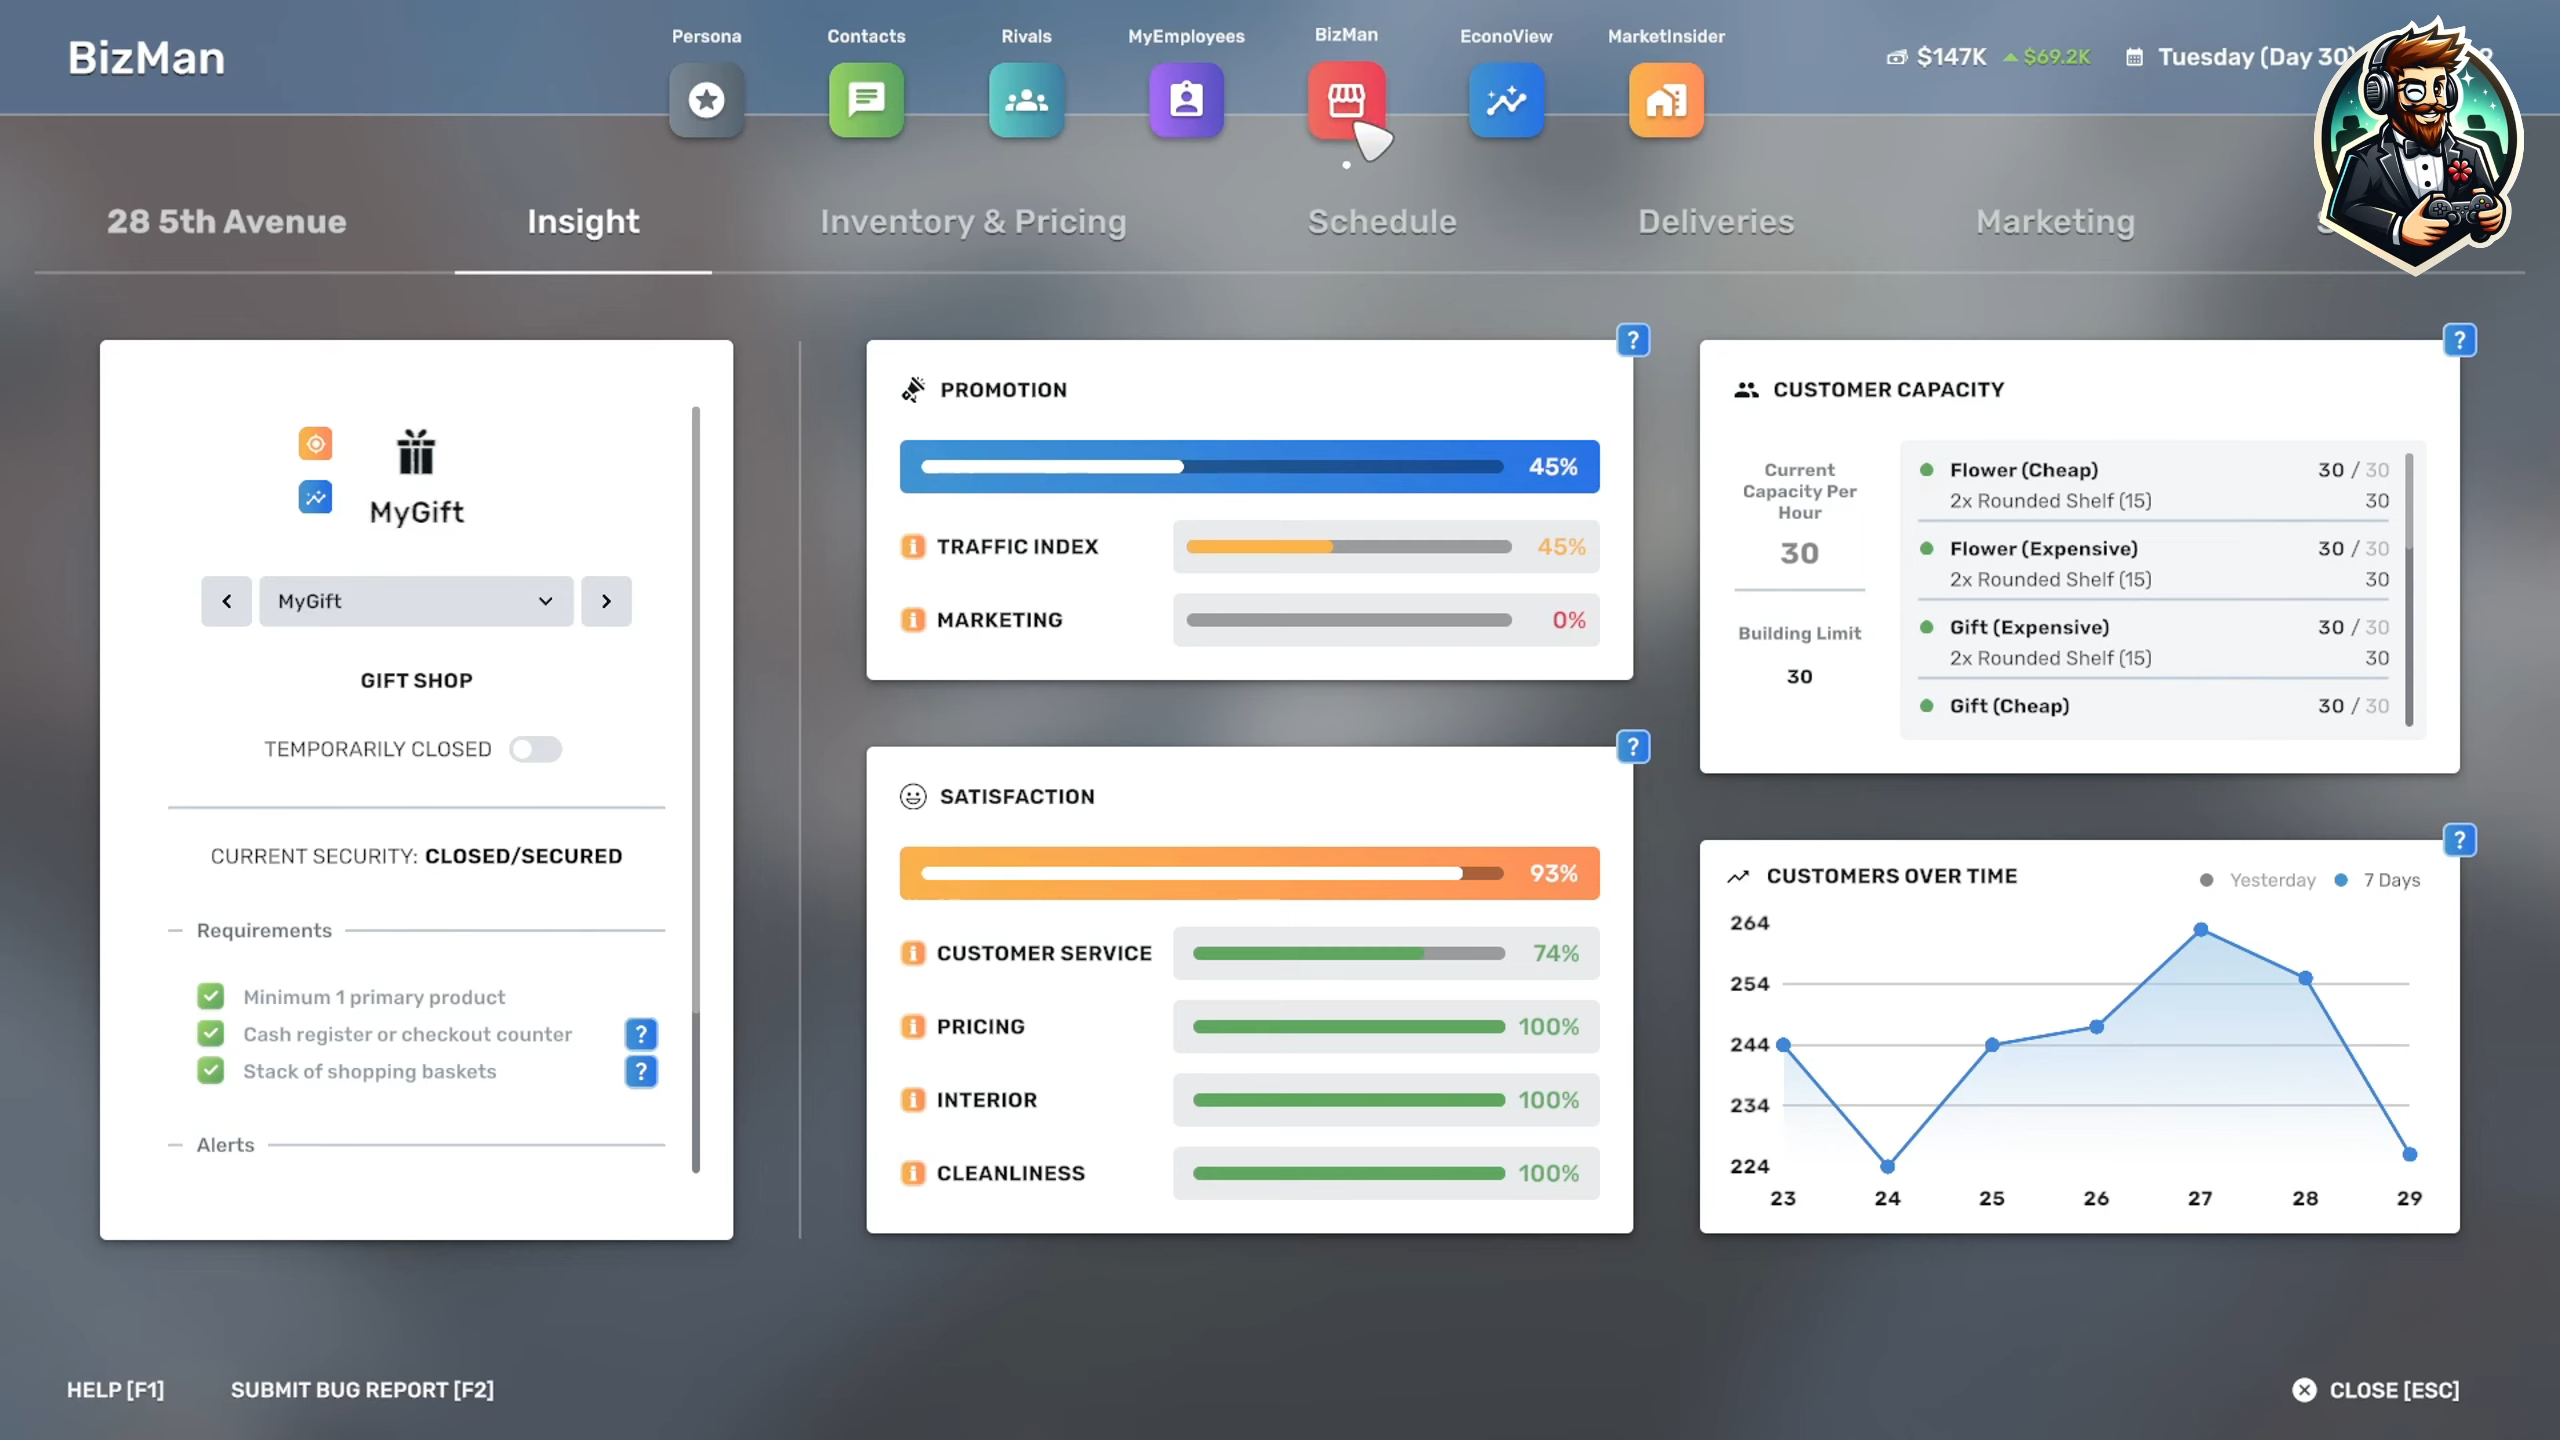 BizMan
Persona
Contacts
Rivals
MyEmployees
BizMan
EconoView
MarketInsider
$147K
$69.2K
Tuesday (Day 30)
28 5th Avenue
Insight
Inventory & Pricing
Schedule
Deliveries
Marketing
MyGift
MyGift
GIFT SHOP
TEMPORARILY CLOSED
CURRENT SECURITY: CLOSED/SECURED
Requirements
Minimum 1 primary product
Cash register or checkout counter ?
Stack of shopping baskets ?
Alerts
?
PROMOTION
45%
i TRAFFIC INDEX 45%
i MARKETING 0%
?
SATISFACTION
93%
i CUSTOMER SERVICE 74%
i PRICING 100%
i INTERIOR 100%
i CLEANLINESS 100%
?
CUSTOMER CAPACITY
Current
Capacity Per
Hour
30
Building Limit
30
Flower (Cheap) 30 / 30
2x Rounded Shelf (15) 30
Flower (Expensive) 30 / 30
2x Rounded Shelf (15) 30
Gift (Expensive) 30 / 30
2x Rounded Shelf (15) 30
Gift (Cheap) 30 / 30
?
CUSTOMERS OVER TIME
Yesterday
7 Days
264
254
244
234
224
23 24 25 26 27 28 29
HELP [F1]
SUBMIT BUG REPORT [F2]
CLOSE [ESC]